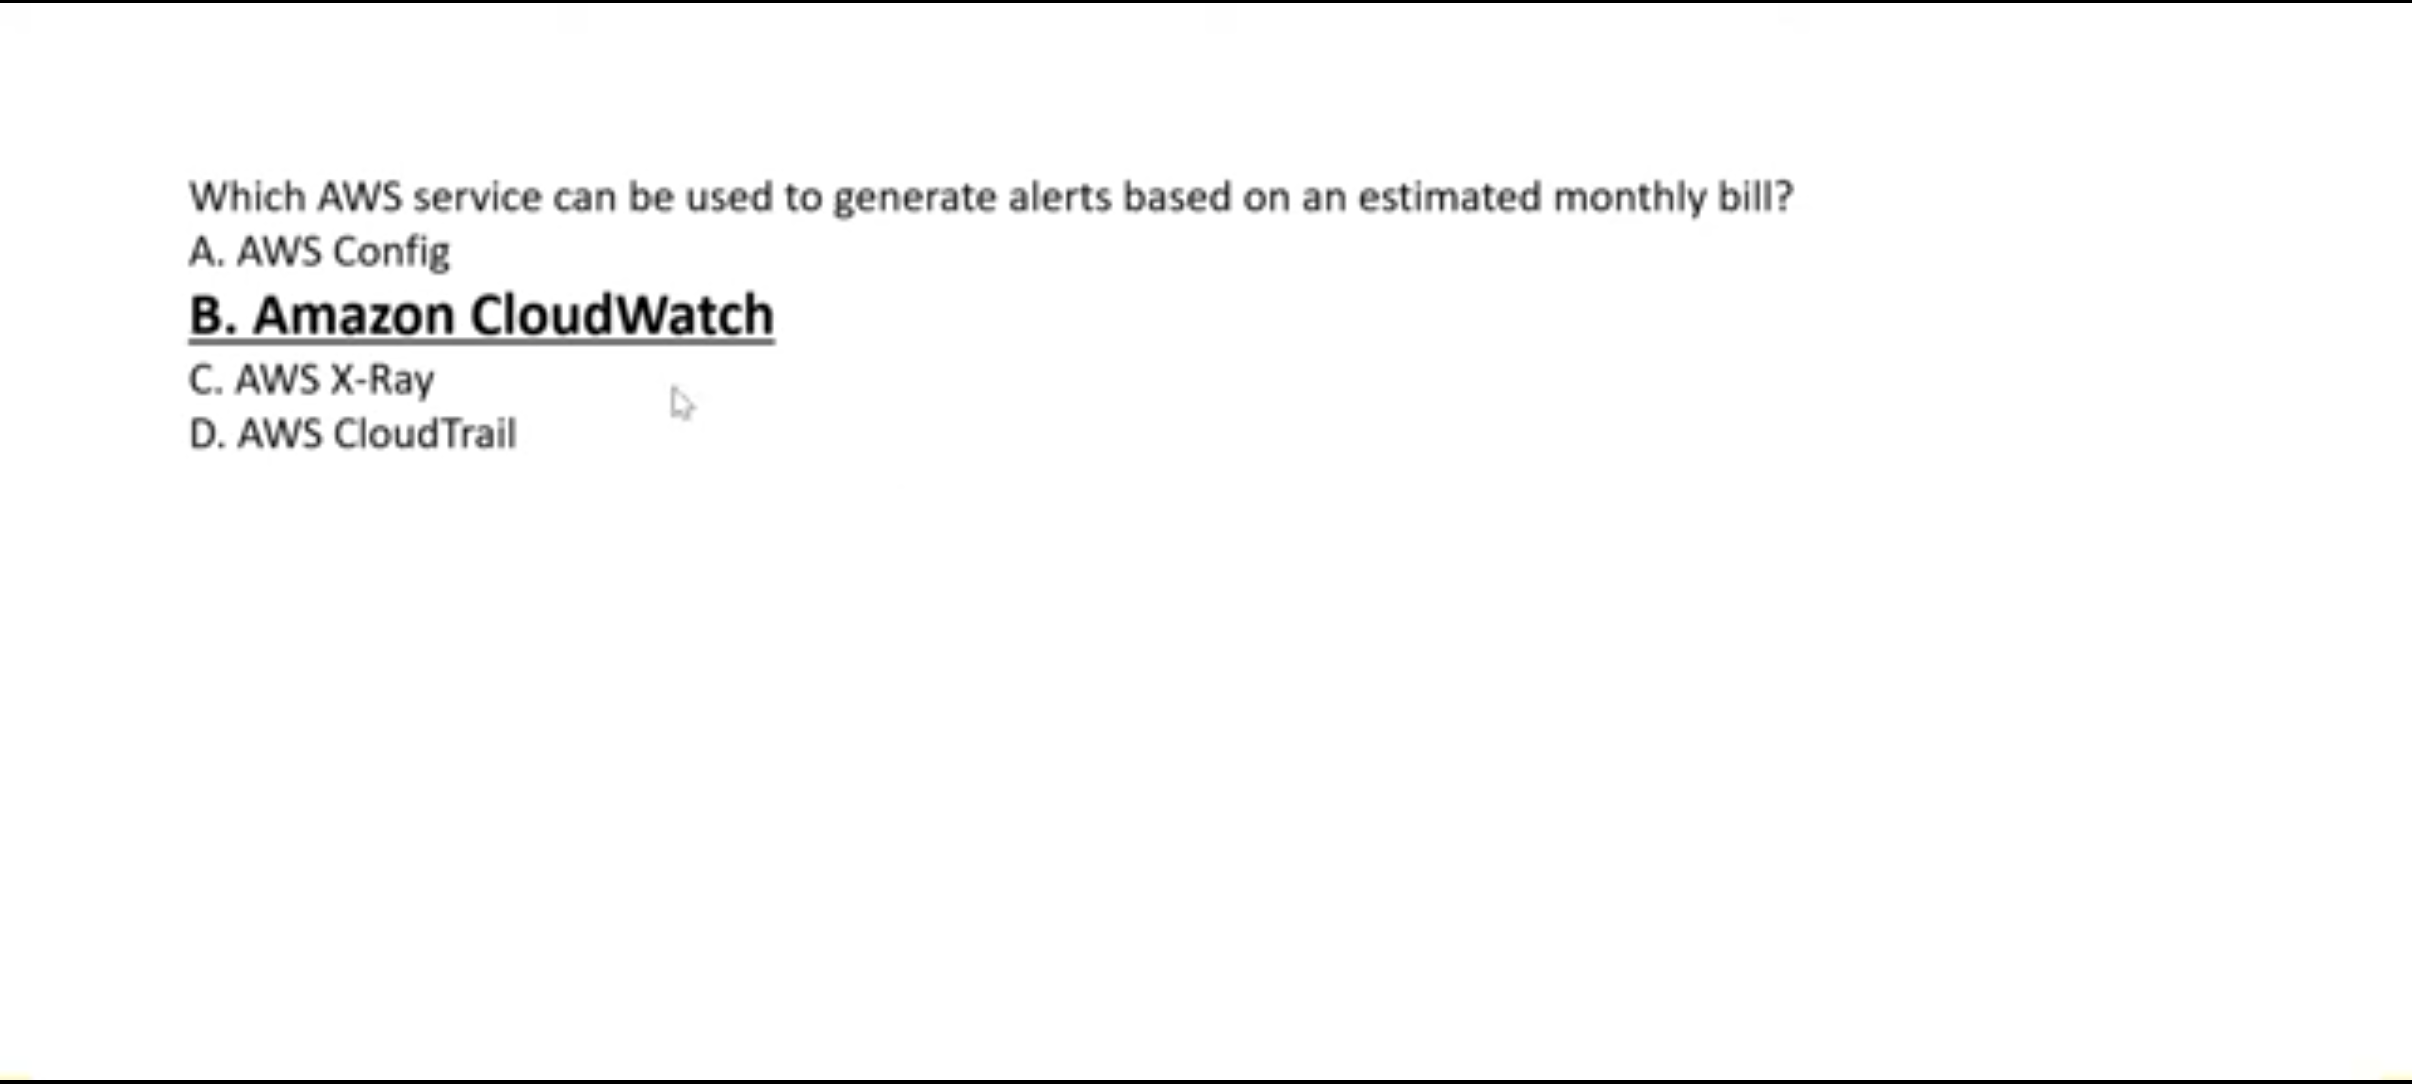 Which AWS service can be used to generate alerts based on an estimated monthly bill?
A. AWS Config
B. Amazon CloudWatch
C. AWS X-Ray
D. AWS CloudTrail